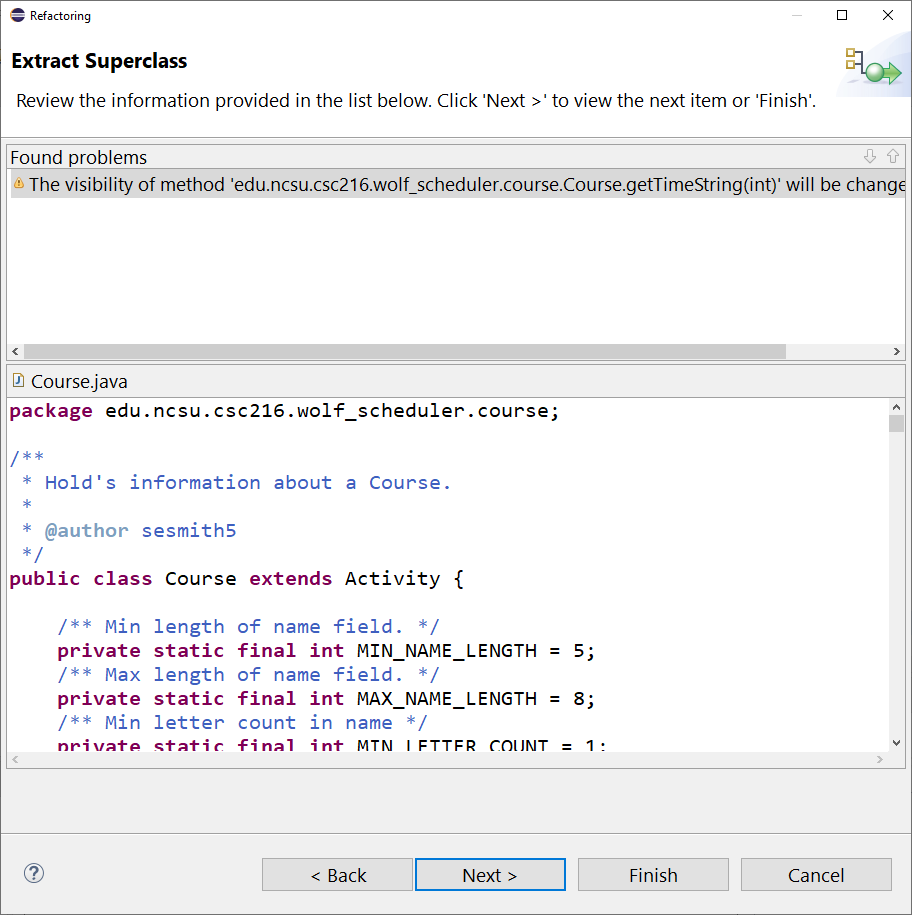 Refactoring
Extract Superclass
Review the information provided in the list below. Click 'Next >' to view the next item or 'Finish'.
Found problems
The visibility of method 'edu.ncsu.csc216.wolf_scheduler.course.Course.getTimeString(int)' will be change
Course.java
package edu.ncsu.csc216.wolf_scheduler.course;
/**
* Hold's information about a Course.
*
* @author sesmith5
*/
public class Course extends Activity {
/** Min length of name field. */
private static final int MIN_NAME_LENGTH = 5;
/** Max length of name field. */
private static final int MAX_NAME_LENGTH = 8;
/** Min letter count in name */
private static final int MIN_LETTER_COUNT = 1;
? < Back Next > Finish Cancel